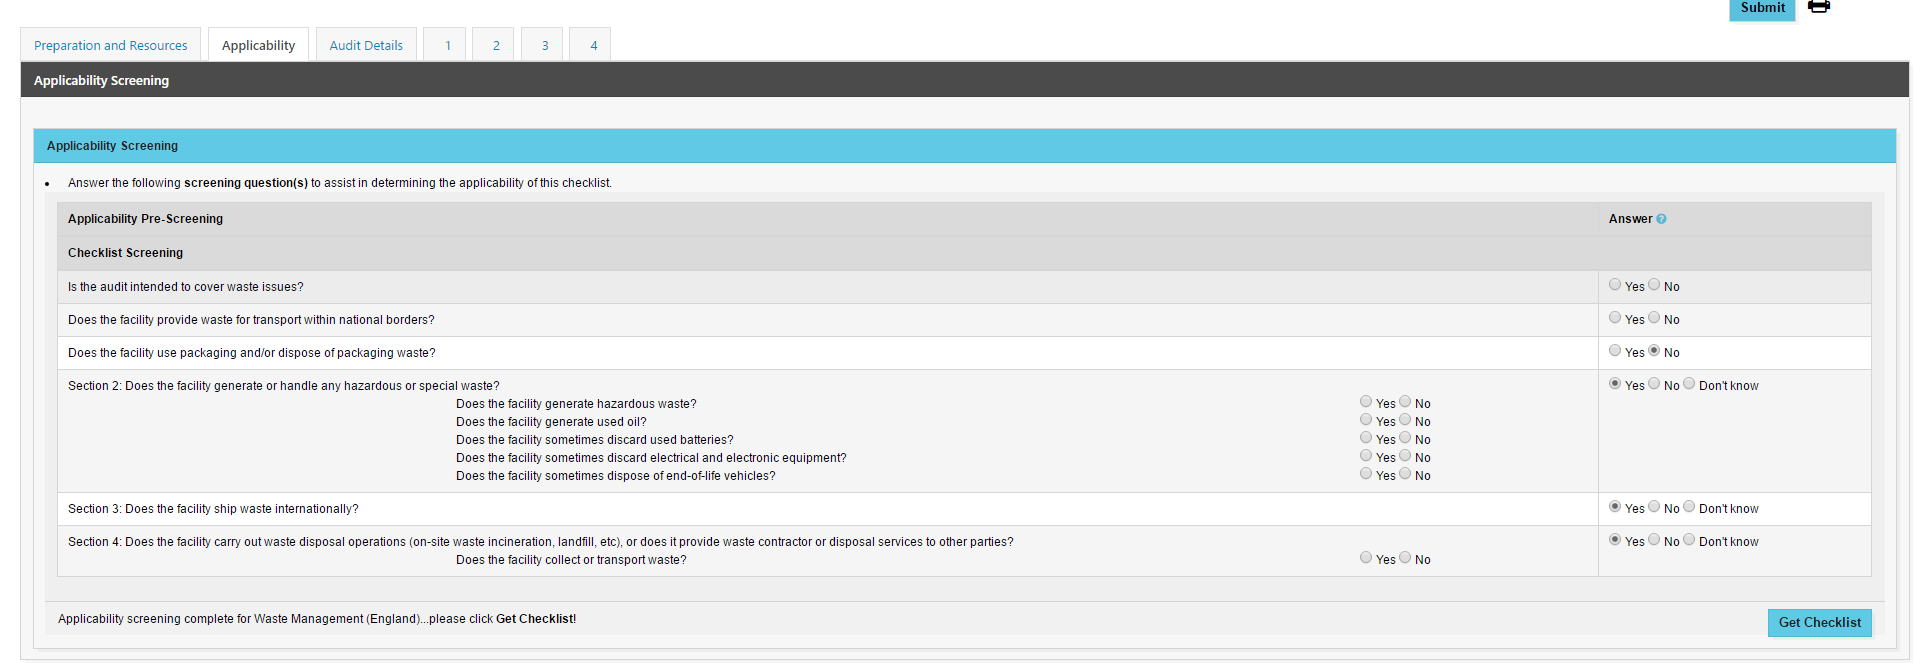 Submit
Preparation and Resources Applicability Audit Details 1 2 3 4
Applicability Screening
Applicability Screening
• Answer the following screening question(s) to assist in determining the applicability of this checklist.
Applicability Pre-Screening Answer ?
Checklist Screening
Is the audit intended to cover waste issues? Yes No
Does the facility provide waste for transport within national borders? Yes No
Does the facility use packaging and/or dispose of packaging waste? Yes No
Section 2: Does the facility generate or handle any hazardous or special waste? Yes No Don't know
Does the facility generate hazardous waste? Yes No
Does the facility generate used oil? Yes No
Does the facility sometimes discard used batteries? Yes No
Does the facility sometimes discard electrical and electronic equipment? Yes No
Does the facility sometimes dispose of end-of-life vehicles? Yes No
Section 3: Does the facility ship waste internationally? Yes No Don't know
Section 4: Does the facility carry out waste disposal operations (on-site waste incineration, landfill, etc), or does it provide waste contractor or disposal services to other parties? Yes No Don't know
Does the facility collect or transport waste? Yes No
Applicability screening complete for Waste Management (England)...please click Get Checklist!
Get Checklist